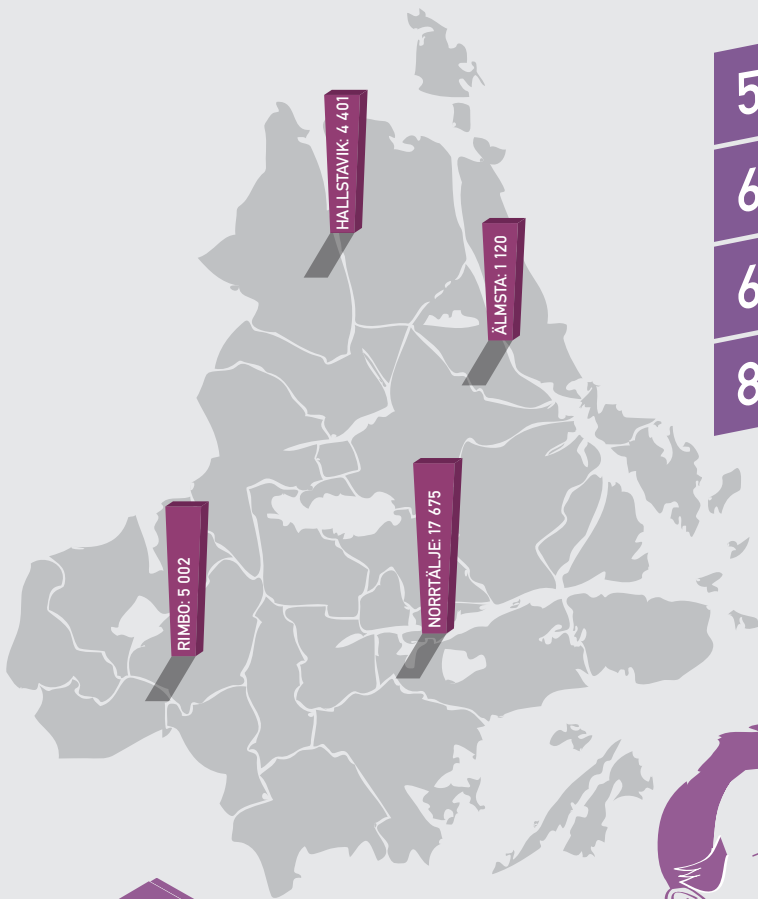 HALLSTAVIK: 4 401
ÄLMSTA: 1 120
NORRTÄLJE: 17 675
RIMBO: 5 002
5
6
6
8